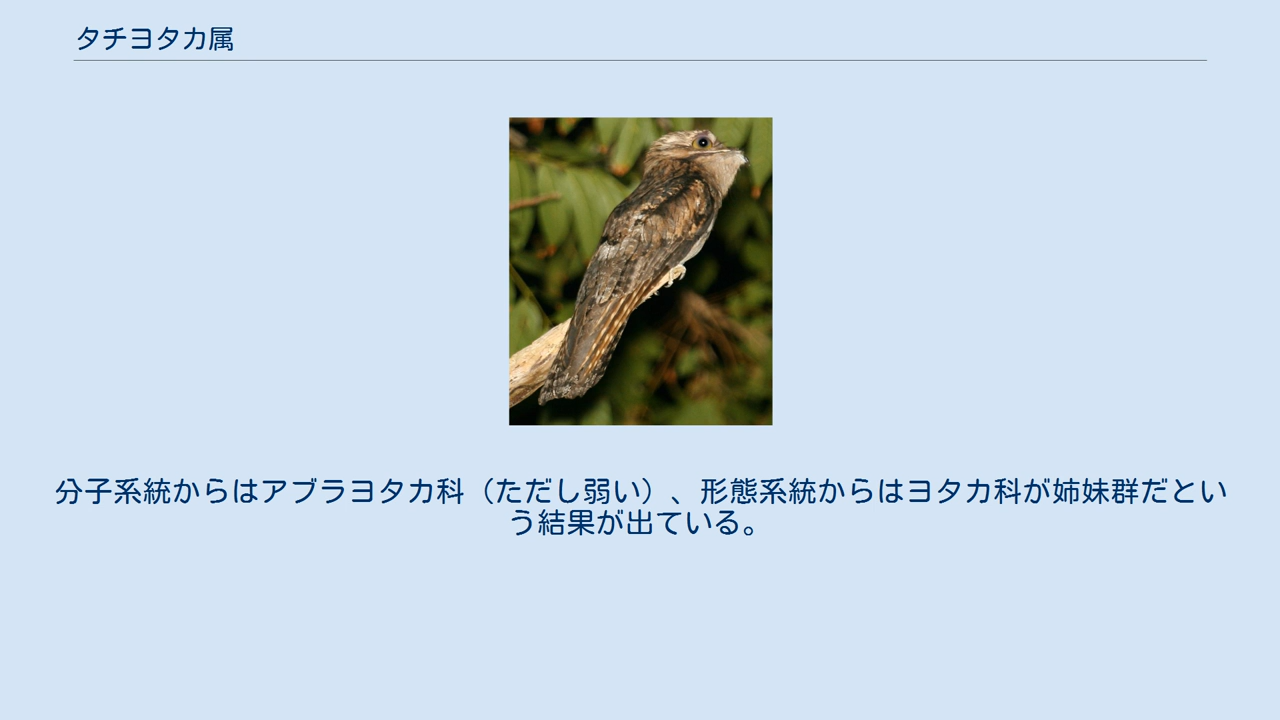 タチヨタカ属
分子系統からはアブラヨタカ科（ただし弱い）、形態系統からはヨタカ科が姉妹群だとい
う結果が出ている。